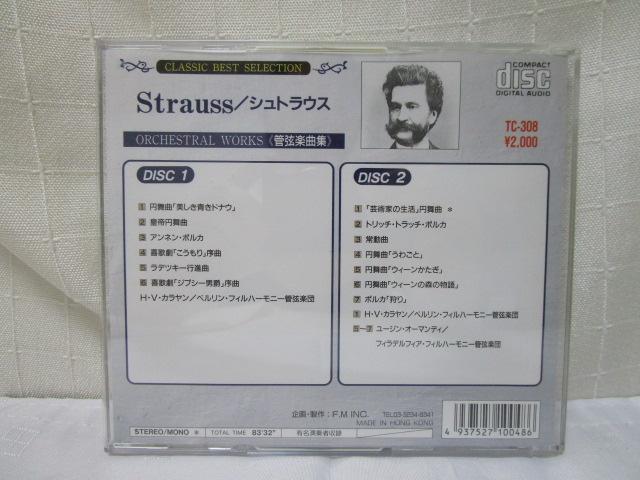 CLASSIC BEST SELECTION
Strauss／シュトラウス
ORCHESTRAL WORKS《管弦楽曲集》
COMPACT
disc
DIGITAL AUDIO
TC-308
¥2,000
DISC 1
1 円舞曲「美しき青きドナウ」
2 皇帝円舞曲
3 アンネン・ポルカ
4 喜歌劇「こうもり」序曲
5 ラデツキー行進曲
6 喜歌劇「ジプシー男爵」序曲
H・V・カラヤン／ベルリン・フィルハーモニー管弦楽団
DISC 2
1 「芸術家の生活」円舞曲 ＊
2 トリッチ・トラッチ・ポルカ
3 常動曲
4 円舞曲「うわごと」
5 円舞曲「ウィーンかたぎ」
6 円舞曲「ウィーンの森の物語」
7 ポルカ「狩り」
1 H・V・カラヤン／ベルリン・フィルハーモニー管弦楽団
5－7 ユージン・オーマンディ／
フィラデルフィア・フィルハーモニー管弦楽団
企画・製作：F.M INC.
TEL03-3234-8341
MADE IN HONG KONG
STEREO/MONO ＊ TOTAL TIME 83'32" 有名演奏者収録
4 937527 100486